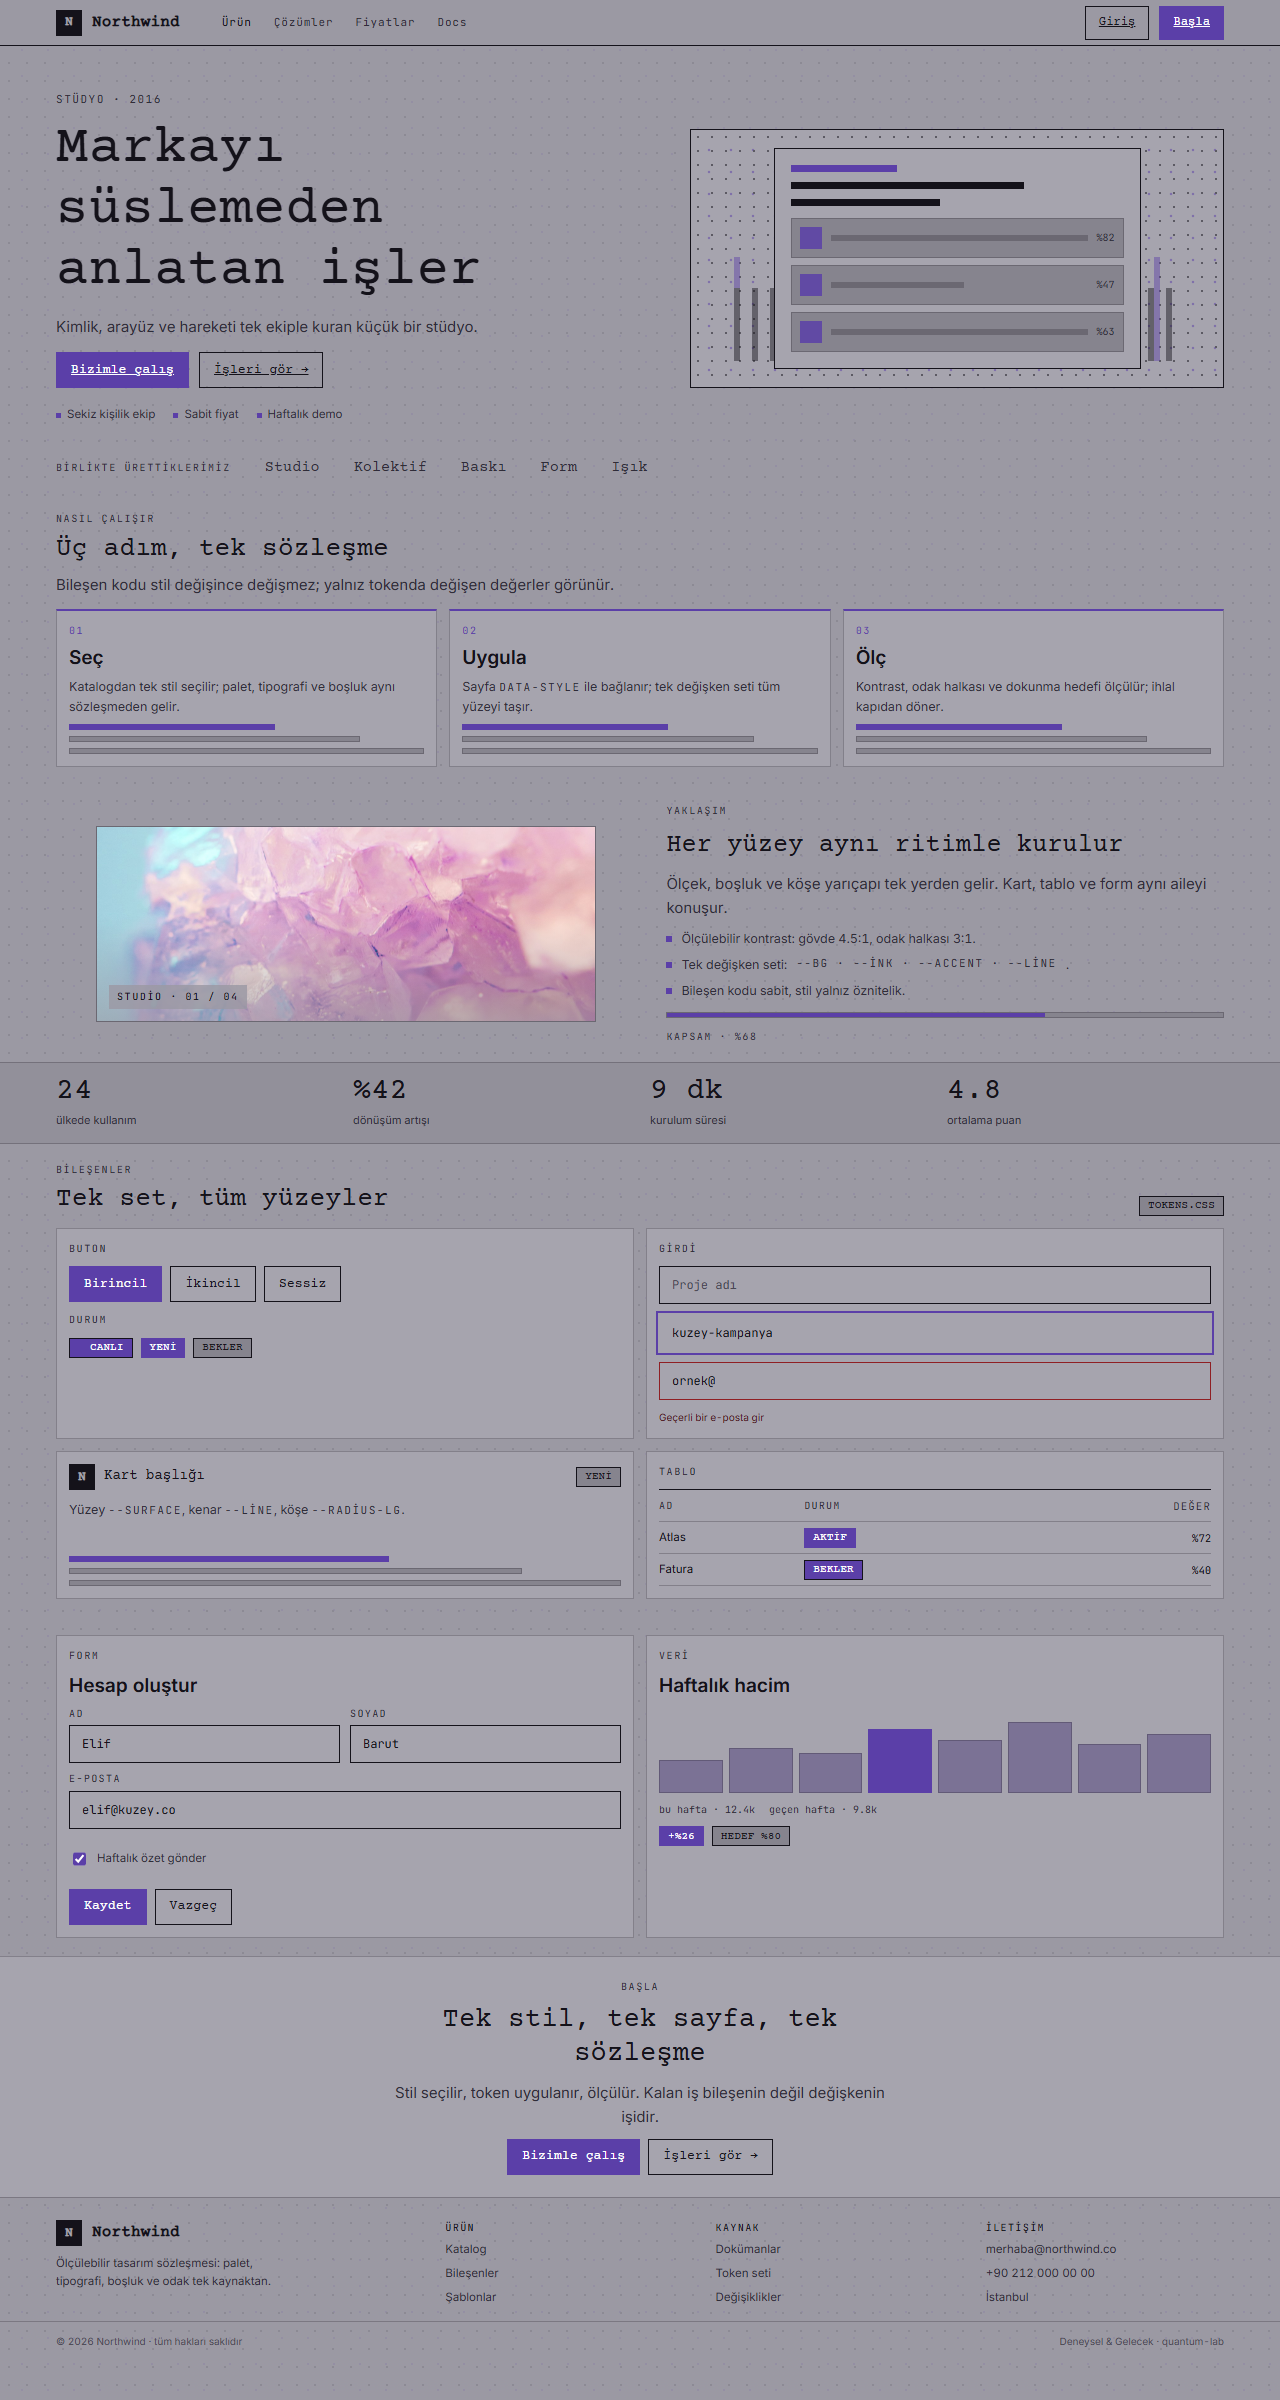 N Northwind Ürün Çözümler Fiyatlar Docs Giriş Başla
STÜDYO · 2016
Markayı
süslemeden
anlatan işler
Kimlik, arayüz ve hareketi tek ekiple kuran küçük bir stüdyo.
Bizimle çalış İşleri gör →
Sekiz kişilik ekip Sabit fiyat Haftalık demo
%82
%47
%63
BİRLİKTE ÜRETTİKLERİMİZ Studio Kolektif Baskı Form Işık
NASIL ÇALIŞIR
Üç adım, tek sözleşme
Bileşen kodu stil değişince değişmez; yalnız tokenda değişen değerler görünür.
01
Seç
Katalogdan tek stil seçilir; palet, tipografi ve boşluk aynı
sözleşmeden gelir.
02
Uygula
Sayfa DATA-STYLE ile bağlanır; tek değişken seti tüm
yüzeyi taşır.
03
Ölç
Kontrast, odak halkası ve dokunma hedefi ölçülür; ihlal
kapıdan döner.
STUDİO · 01 / 04
YAKLAŞIM
Her yüzey aynı ritimle kurulur
Ölçek, boşluk ve köşe yarıçapı tek yerden gelir. Kart, tablo ve form aynı aileyi
konuşur.
Ölçülebilir kontrast: gövde 4.5:1, odak halkası 3:1.
Tek değişken seti: --BG · --İNK · --ACCENT · --LİNE .
Bileşen kodu sabit, stil yalnız öznitelik.
KAPSAM · %68
24
ülkede kullanım
%42
dönüşüm artışı
9 dk
kurulum süresi
4.8
ortalama puan
BİLEŞENLER
Tek set, tüm yüzeyler
TOKENS.CSS
BUTON
Birincil İkincil Sessiz
DURUM
CANLI YENİ BEKLER
GİRDİ
Proje adı
kuzey-kampanya
ornek@
Geçerli bir e-posta gir
N Kart başlığı YENİ
Yüzey --SURFACE, kenar --LİNE, köşe --RADİUS-LG.
TABLO
AD DURUM DEĞER
Atlas AKTİF %72
Fatura BEKLER %40
FORM
Hesap oluştur
AD SOYAD
Elif Barut
E-POSTA
elif@kuzey.co
Haftalık özet gönder
Kaydet Vazgeç
VERİ
Haftalık hacim
bu hafta · 12.4k geçen hafta · 9.8k
+%26 HEDEF %80
BAŞLA
Tek stil, tek sayfa, tek
sözleşme
Stil seçilir, token uygulanır, ölçülür. Kalan iş bileşenin değil değişkenin
işidir.
Bizimle çalış İşleri gör →
N Northwind
Ölçülebilir tasarım sözleşmesi: palet,
tipografi, boşluk ve odak tek kaynaktan.
ÜRÜN
Katalog
Bileşenler
Şablonlar
KAYNAK
Dokümanlar
Token seti
Değişiklikler
İLETİŞİM
merhaba@northwind.co
+90 212 000 00 00
İstanbul
© 2026 Northwind · tüm hakları saklıdır
Deneysel & Gelecek · quantum-lab